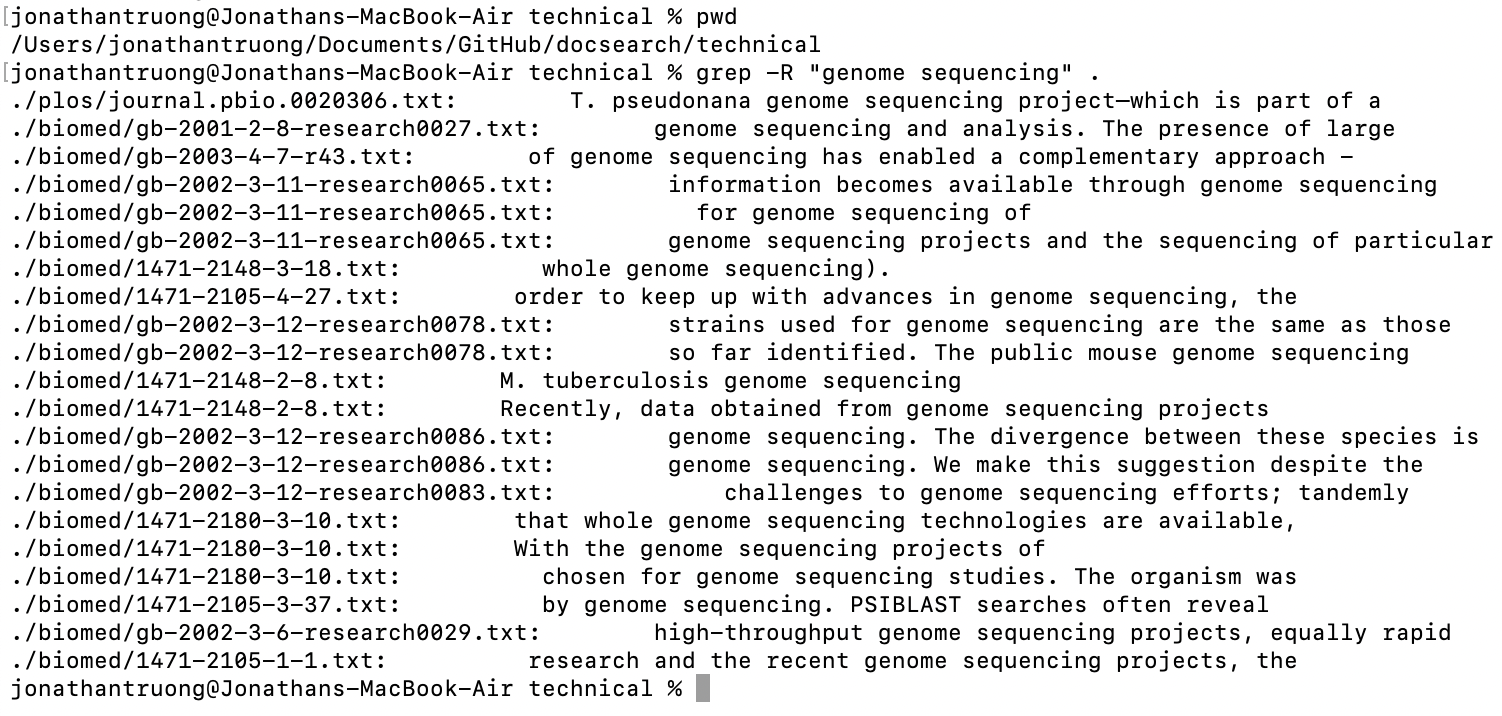 [jonathantruong@Jonathans-MacBook-Air technical % pwd
/Users/jonathantruong/Documents/GitHub/docsearch/technical
[jonathantruong@Jonathans-MacBook-Air technical % grep -R "genome sequencing" .
./plos/journal.pbio.0020306.txt:        T. pseudonana genome sequencing project—which is part of a
./biomed/gb-2001-2-8-research0027.txt:        genome sequencing and analysis. The presence of large
./biomed/gb-2003-4-7-r43.txt:        of genome sequencing has enabled a complementary approach -
./biomed/gb-2002-3-11-research0065.txt:        information becomes available through genome sequencing
./biomed/gb-2002-3-11-research0065.txt:          for genome sequencing of
./biomed/gb-2002-3-11-research0065.txt:        genome sequencing projects and the sequencing of particular
./biomed/1471-2148-3-18.txt:          whole genome sequencing).
./biomed/1471-2105-4-27.txt:        order to keep up with advances in genome sequencing, the
./biomed/gb-2002-3-12-research0078.txt:        strains used for genome sequencing are the same as those
./biomed/gb-2002-3-12-research0078.txt:        so far identified. The public mouse genome sequencing
./biomed/1471-2148-2-8.txt:        M. tuberculosis genome sequencing
./biomed/1471-2148-2-8.txt:        Recently, data obtained from genome sequencing projects
./biomed/gb-2002-3-12-research0086.txt:        genome sequencing. The divergence between these species is
./biomed/gb-2002-3-12-research0086.txt:        genome sequencing. We make this suggestion despite the
./biomed/gb-2002-3-12-research0083.txt:            challenges to genome sequencing efforts; tandemly
./biomed/1471-2180-3-10.txt:        that whole genome sequencing technologies are available,
./biomed/1471-2180-3-10.txt:        With the genome sequencing projects of
./biomed/1471-2180-3-10.txt:          chosen for genome sequencing studies. The organism was
./biomed/1471-2105-3-37.txt:          by genome sequencing. PSIBLAST searches often reveal
./biomed/gb-2002-3-6-research0029.txt:        high-throughput genome sequencing projects, equally rapid
./biomed/1471-2105-1-1.txt:          research and the recent genome sequencing projects, the
jonathantruong@Jonathans-MacBook-Air technical %